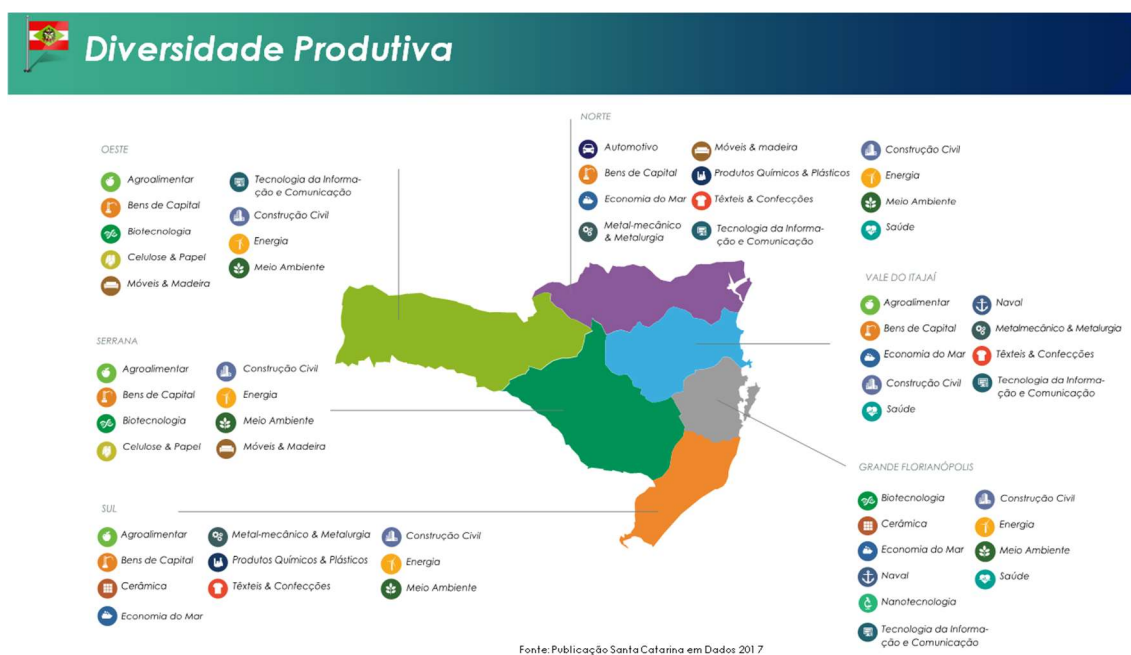 Diversidade Produtiva
OESTE
Agroalimentar
Bens de Capital
Biotecnologia
Celulose & Papel
Móveis & Madeira
Tecnologia da Informa-
ção e Comunicação
Construção Civil
Energia
Meio Ambiente
NORTE
Automotivo
Bens de Capital
Economia do Mar
Metal-mecânico
& Metalurgia
Móveis & madeira
Produtos Químicos & Plásticos
Têxteis & Confecções
Tecnologia da Informa-
ção e Comunicação
Construção Civil
Energia
Meio Ambiente
Saúde
VALE DO ITAJAÍ
Agroalimentar
Bens de Capital
Economia do Mar
Construção Civil
Saúde
Naval
Metalmecânico & Metalurgia
Têxteis & Confecções
Tecnologia da Informa-
ção e Comunicação
SERRANA
Agroalimentar
Bens de Capital
Biotecnologia
Celulose & Papel
Construção Civil
Energia
Meio Ambiente
Móveis & Madeira
GRANDE FLORIANÓPOLIS
Biotecnologia
Cerâmica
Economia do Mar
Naval
Nanotecnologia
Tecnologia da Informa-
ção e Comunicação
Construção Civil
Energia
Meio Ambiente
Saúde
SUL
Agroalimentar
Bens de Capital
Cerâmica
Economia do Mar
Metal-mecânico & Metalurgia
Produtos Químicos & Plásticos
Têxteis & Confecções
Construção Civil
Energia
Meio Ambiente
Fonte: Publicação Santa Catarina em Dados 2017